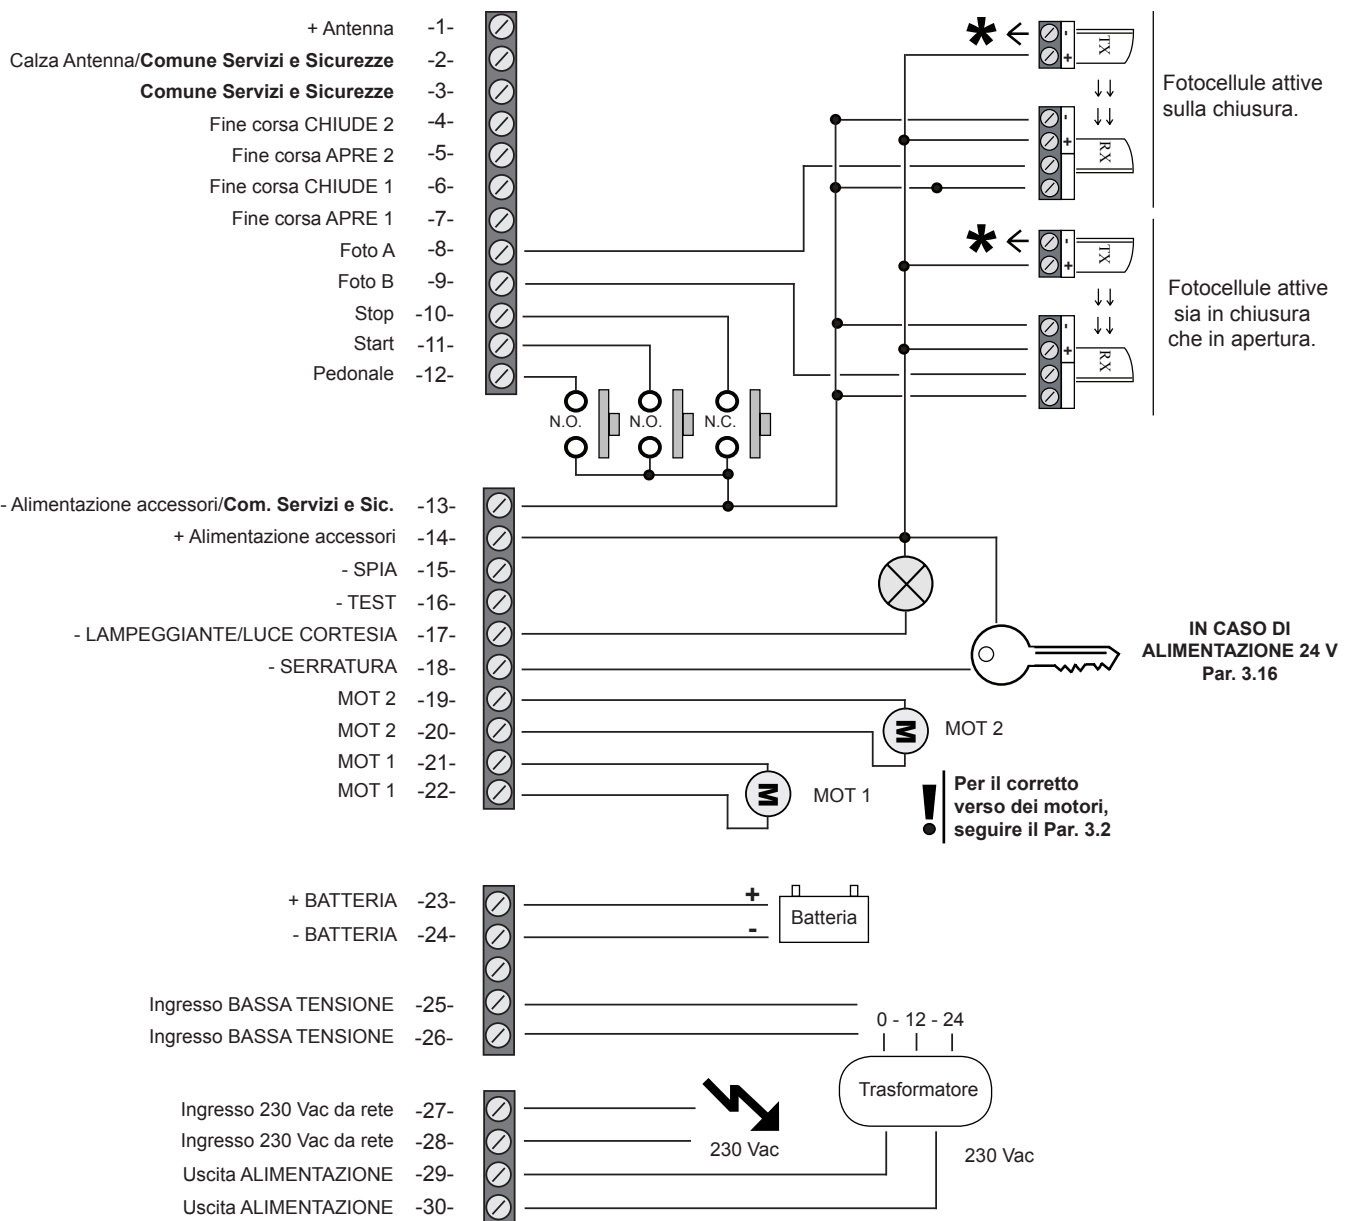 + Antenna -1-
Calza Antenna/Comune Servizi e Sicurezze -2-
Comune Servizi e Sicurezze -3-
Fine corsa CHIUDE 2 -4-
Fine corsa APRE 2 -5-
Fine corsa CHIUDE 1 -6-
Fine corsa APRE 1 -7-
Foto A -8-
Foto B -9-
Stop -10-
Start -11-
Pedonale -12-
* - + TX
- + RX
Fotocellule attive
sulla chiusura.
* - + TX
- + RX
Fotocellule attive
sia in chiusura
che in apertura.
N.O. N.O. N.C.
- Alimentazione accessori/Com. Servizi e Sic. -13-
+ Alimentazione accessori -14-
- SPIA -15-
- TEST -16-
- LAMPEGGIANTE/LUCE CORTESIA -17-
- SERRATURA -18-
MOT 2 -19-
MOT 2 -20-
MOT 1 -21-
MOT 1 -22-
IN CASO DI
ALIMENTAZIONE 24 V
Par. 3.16
M MOT 2
M MOT 1
! Per il corretto
verso dei motori,
seguire il Par. 3.2
+ BATTERIA -23-
- BATTERIA -24-
+
-
Batteria
Ingresso BASSA TENSIONE -25-
Ingresso BASSA TENSIONE -26-
0 - 12 - 24
Trasformatore
Ingresso 230 Vac da rete -27-
Ingresso 230 Vac da rete -28-
Uscita ALIMENTAZIONE -29-
Uscita ALIMENTAZIONE -30-
230 Vac
230 Vac